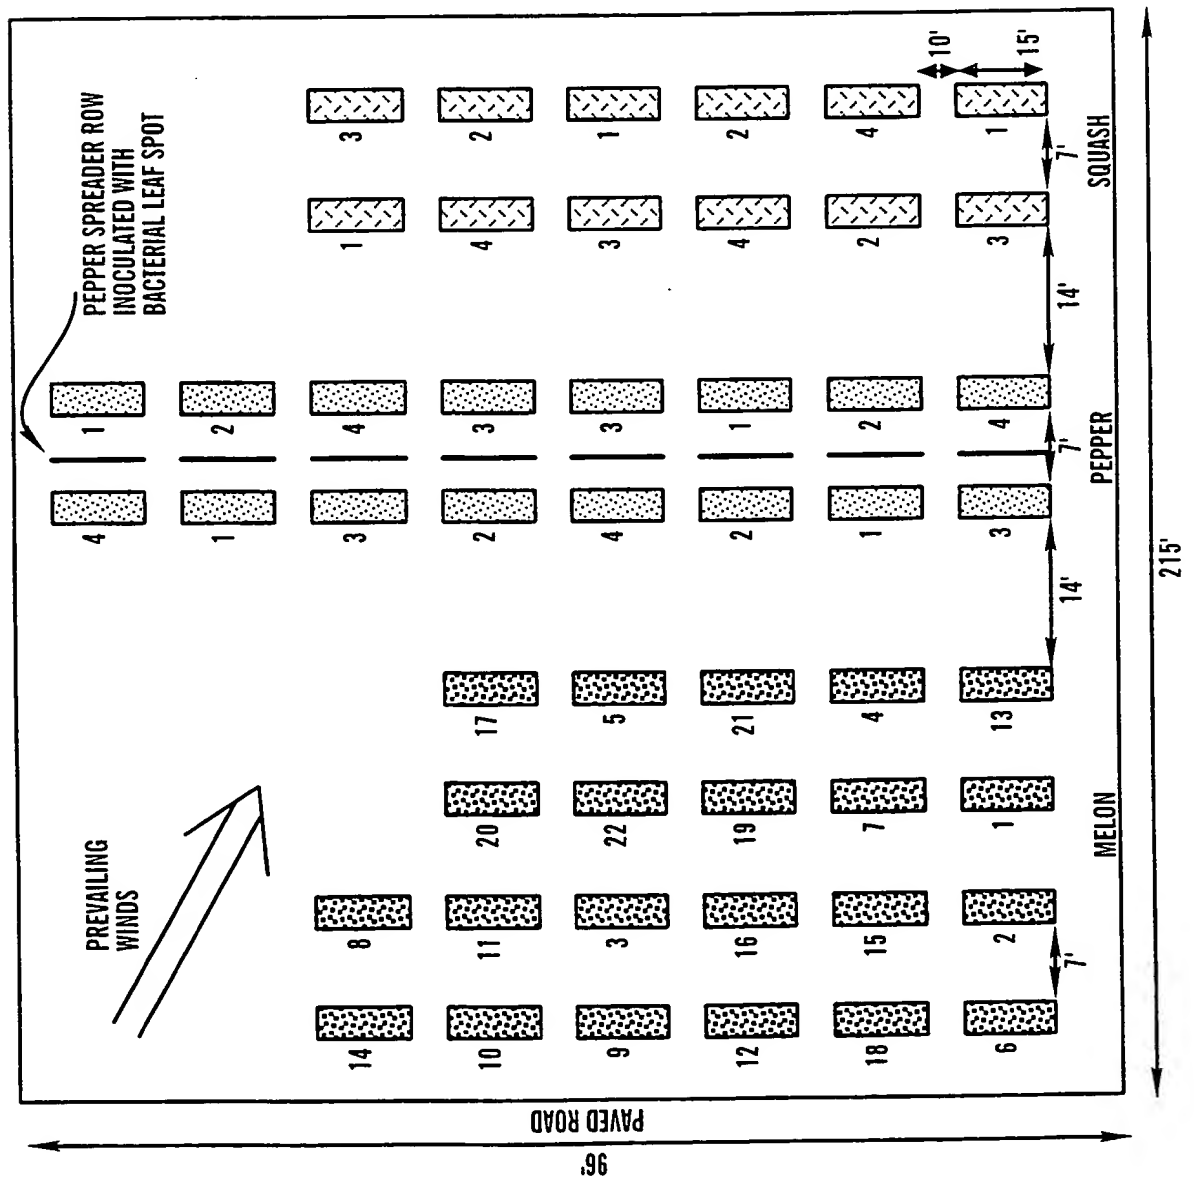 PREVAILING
WINDS
PEPPER SPREADER ROW
INOCULATED WITH
BACTERIAL LEAF SPOT
4 1
1 2
14 8 3 4 1 3
10 11 20 17 2 3 4 2
9 3 22 5 4 3 3 1
12 16 19 21 2 1 4 2
18 15 7 4 1 2 2 4
10'
6 2 1 13 3 4 3 1
15'
7' 14' 7' 14' 7'
MELON PEPPER SQUASH
215'
PAVED ROAD
96'